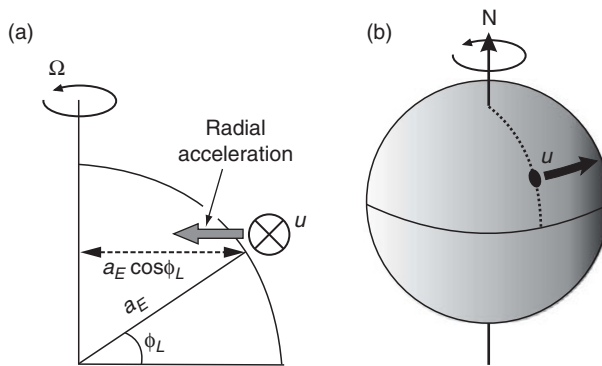 (a)
Ω
Radial
acceleration
u
a_E cosϕ_L
a_E
ϕ_L
(b)
N
u